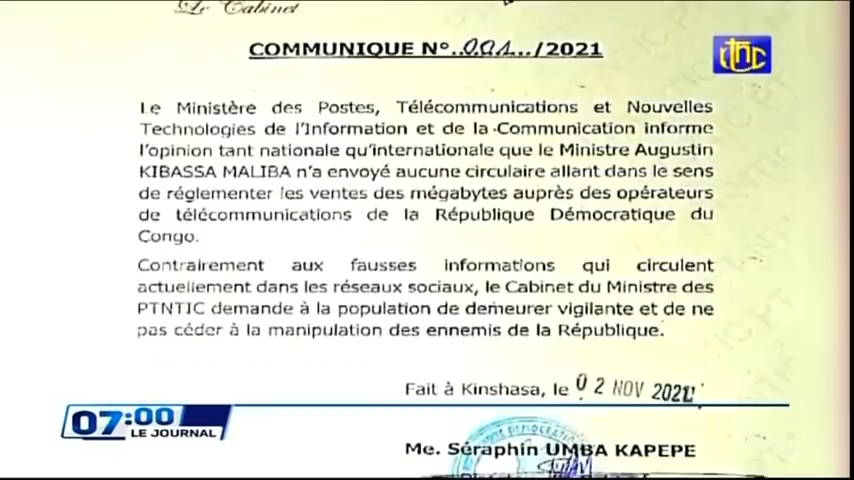 Le Cabinet
COMMUNIQUE N°..001.../2021
rtnc
Le Ministère des Postes, Télécommunications et Nouvelles
Technologies de l'Information et de la Communication informe
l'opinion tant nationale qu'internationale que le Ministre Augustin
KIBASSA MALIBA n'a envoyé aucune circulaire allant dans le sens
de réglementer les ventes des mégabytes auprès des opérateurs
de télécommunications de la République Démocratique du
Congo.
Contrairement aux fausses informations qui circulent
actuellement dans les réseaux sociaux, le Cabinet du Ministre des
PTNTIC demande à la population de demeurer vigilante et de ne
pas céder à la manipulation des ennemis de la République.
Fait à Kinshasa, le 02 NOV 2021
07:00
LE JOURNAL
Me. Séraphin UMBA KAPEPE